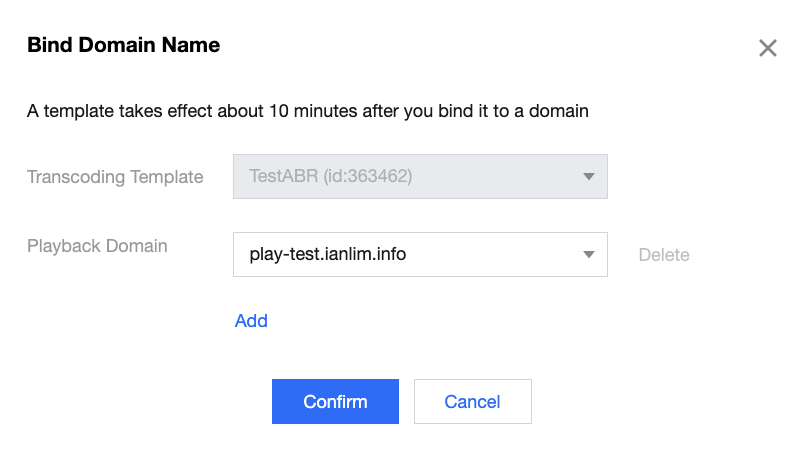 Bind Domain Name
A template takes effect about 10 minutes after you bind it to a domain
Transcoding Template
TestABR (id:363462)
Playback Domain
play-test.ianlim.info
Delete
Add
Confirm
Cancel